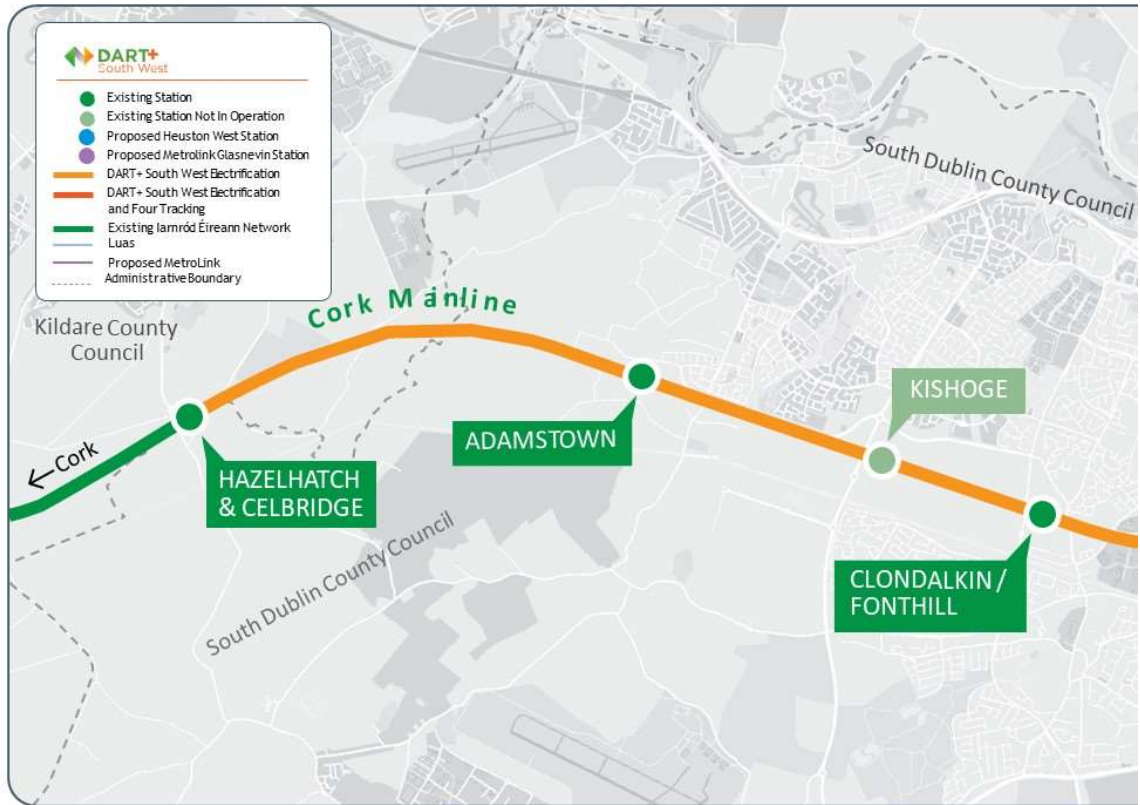 DART+
South West
Existing Station
Existing Station Not In Operation
Proposed Heuston West Station
Proposed Metrolink Glasnevin Station
DART+ South West Electrification
DART+ South West Electrification
and Four Tracking
Existing Iarnród Éireann Network
Luas
Proposed MetroLink
Administrative Boundary
South Dublin County Council
Kildare County
Council
Cork Mainline
KISHOGE
ADAMSTOWN
←Cork
HAZELHATCH
& CELBRIDGE
South Dublin County Council
CLONDALKIN /
FONTHILL